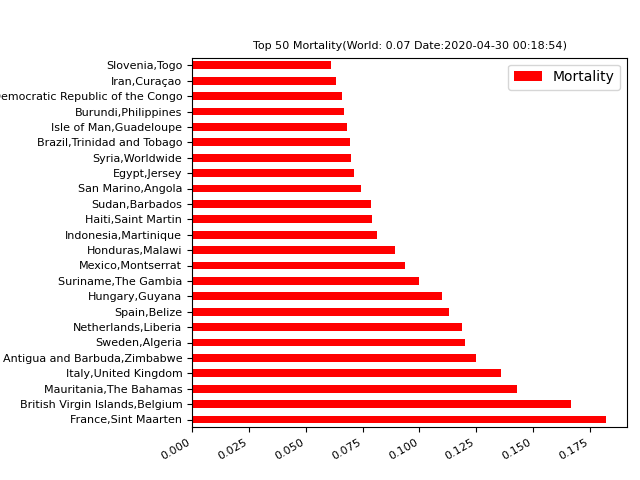 Top 50 Mortality(World: 0.07 Date:2020-04-30 00:18:54)
Mortality
Slovenia,Togo
Iran,Curaçao
Democratic Republic of the Congo
Burundi,Philippines
Isle of Man,Guadeloupe
Brazil,Trinidad and Tobago
Syria,Worldwide
Egypt,Jersey
San Marino,Angola
Sudan,Barbados
Haiti,Saint Martin
Indonesia,Martinique
Honduras,Malawi
Mexico,Montserrat
Suriname,The Gambia
Hungary,Guyana
Spain,Belize
Netherlands,Liberia
Sweden,Algeria
Antigua and Barbuda,Zimbabwe
Italy,United Kingdom
Mauritania,The Bahamas
British Virgin Islands,Belgium
France,Sint Maarten
0.000 0.025 0.050 0.075 0.100 0.125 0.150 0.175